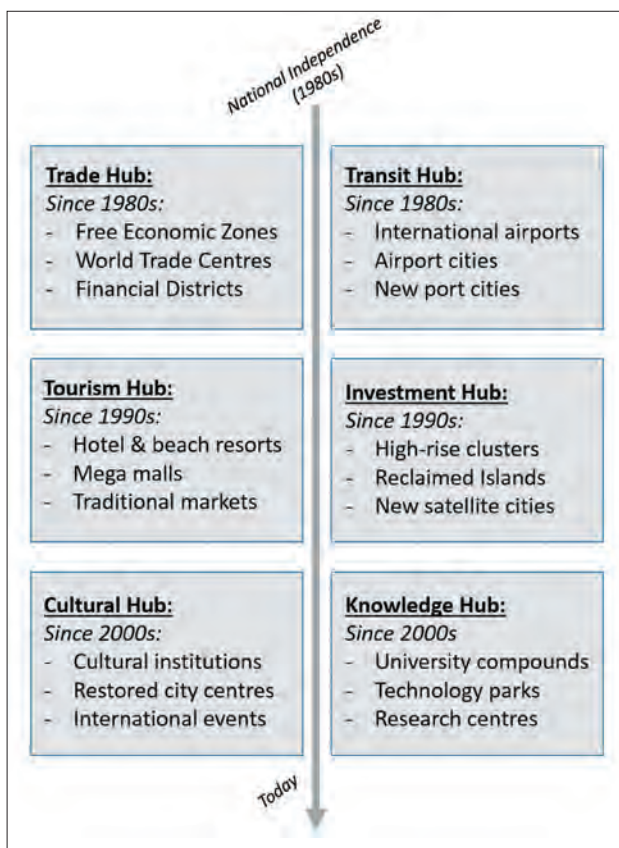 National Independence
(1980s)
Trade Hub:
Since 1980s:
- Free Economic Zones
- World Trade Centres
- Financial Districts
Transit Hub:
Since 1980s:
- International airports
- Airport cities
- New port cities
Tourism Hub:
Since 1990s:
- Hotel & beach resorts
- Mega malls
- Traditional markets
Investment Hub:
Since 1990s:
- High-rise clusters
- Reclaimed Islands
- New satellite cities
Cultural Hub:
Since 2000s:
- Cultural institutions
- Restored city centres
- International events
Knowledge Hub:
Since 2000s
- University compounds
- Technology parks
- Research centres
Today